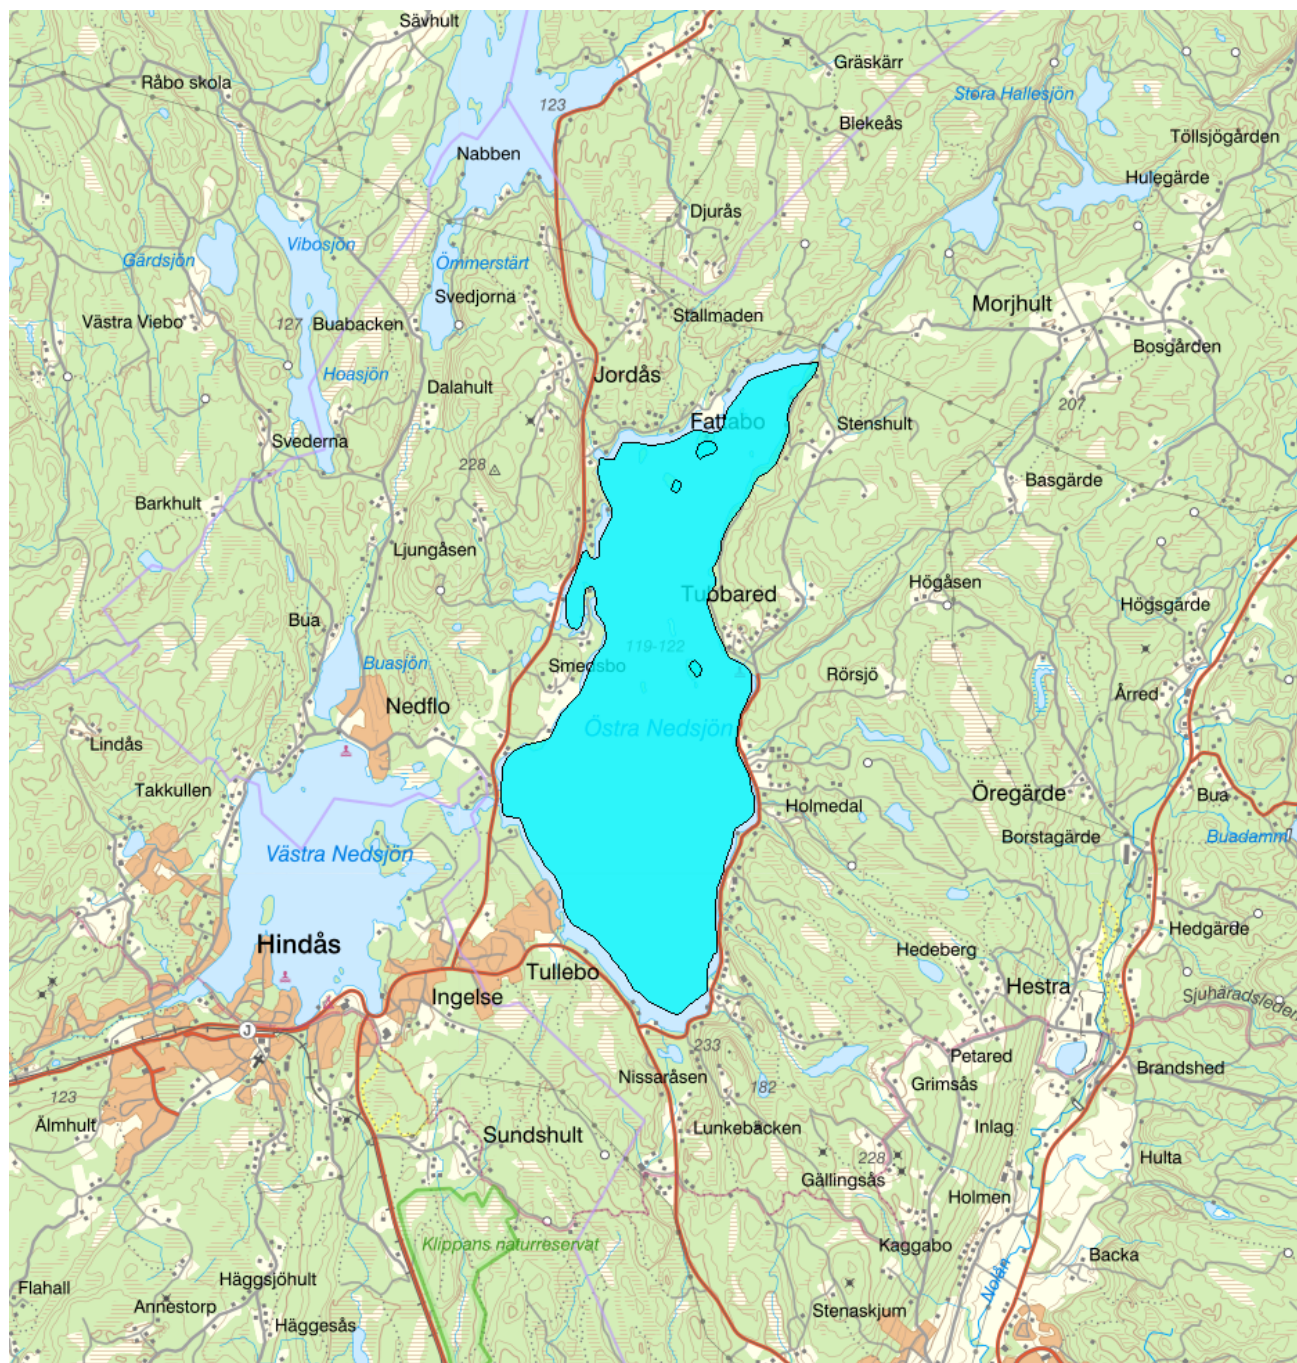 Sävhult
Gräskärr
Råbo skola
Stora Hallesjön
123
Blekeås
Töllsjögården
Nabben
Hulegärde
Djurås
Vibosjön
Gärdsjön
Ömmerstärt
Svedjorna
Morjhult
Stallmaden
Västra Viebo
127
Buabacken
Bosgården
Hoasjön
Jordås
Dalahult
207
Fattabo
Stenshult
Svederna
228
Basgärde
Barkhult
Ljungåsen
Högåsen
Tubbared
Högsgärde
Bua
119-122
Buasjön
Smedsbo
Rörsjö
Årred
Nedflo
Östra Nedsjön
Lindås
Takkullen
Öregärde
Bua
Holmedal
Borstagärde
Buadamm
Västra Nedsjön
Hindås
Hedgärde
Hedeberg
Tullebo
Hestra
Ingelse
Sjuhäradsleden
J
233
Petared
Brandshed
Nissaråsen
182
Grimsås
123
Älmhult
Sundshult
Lunkebäcken
Inlag
228
Hulta
Gällingsås
Holmen
Klippans naturreservat
Kaggabo
Backa
Häggsjöhult
Flahall
Nolån
Annestorp
Stenaskjum
Häggesås